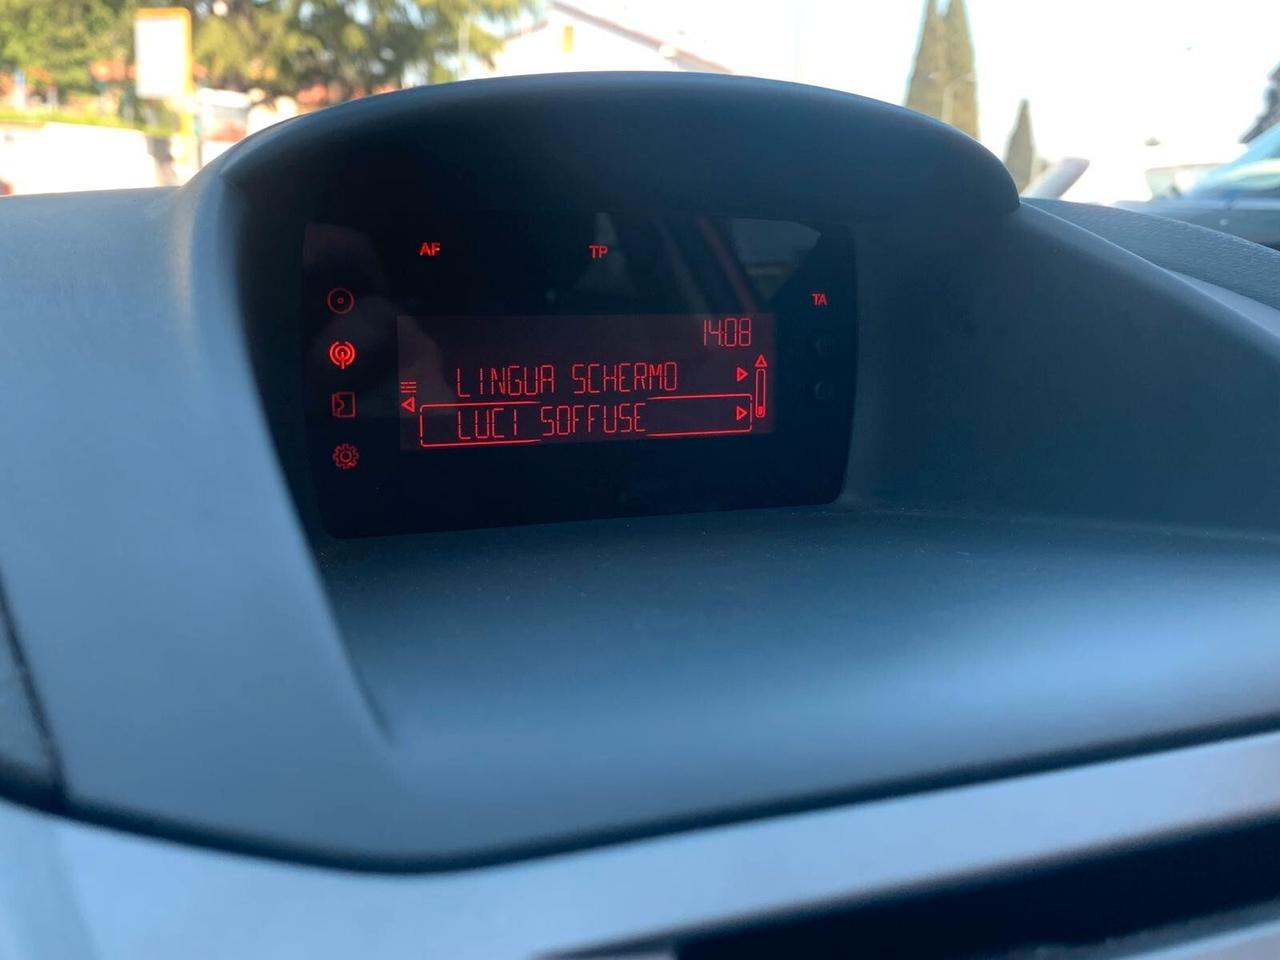 AF TP
TA
14:08
LINGUA SCHERMO
LUCI SOFFUSE